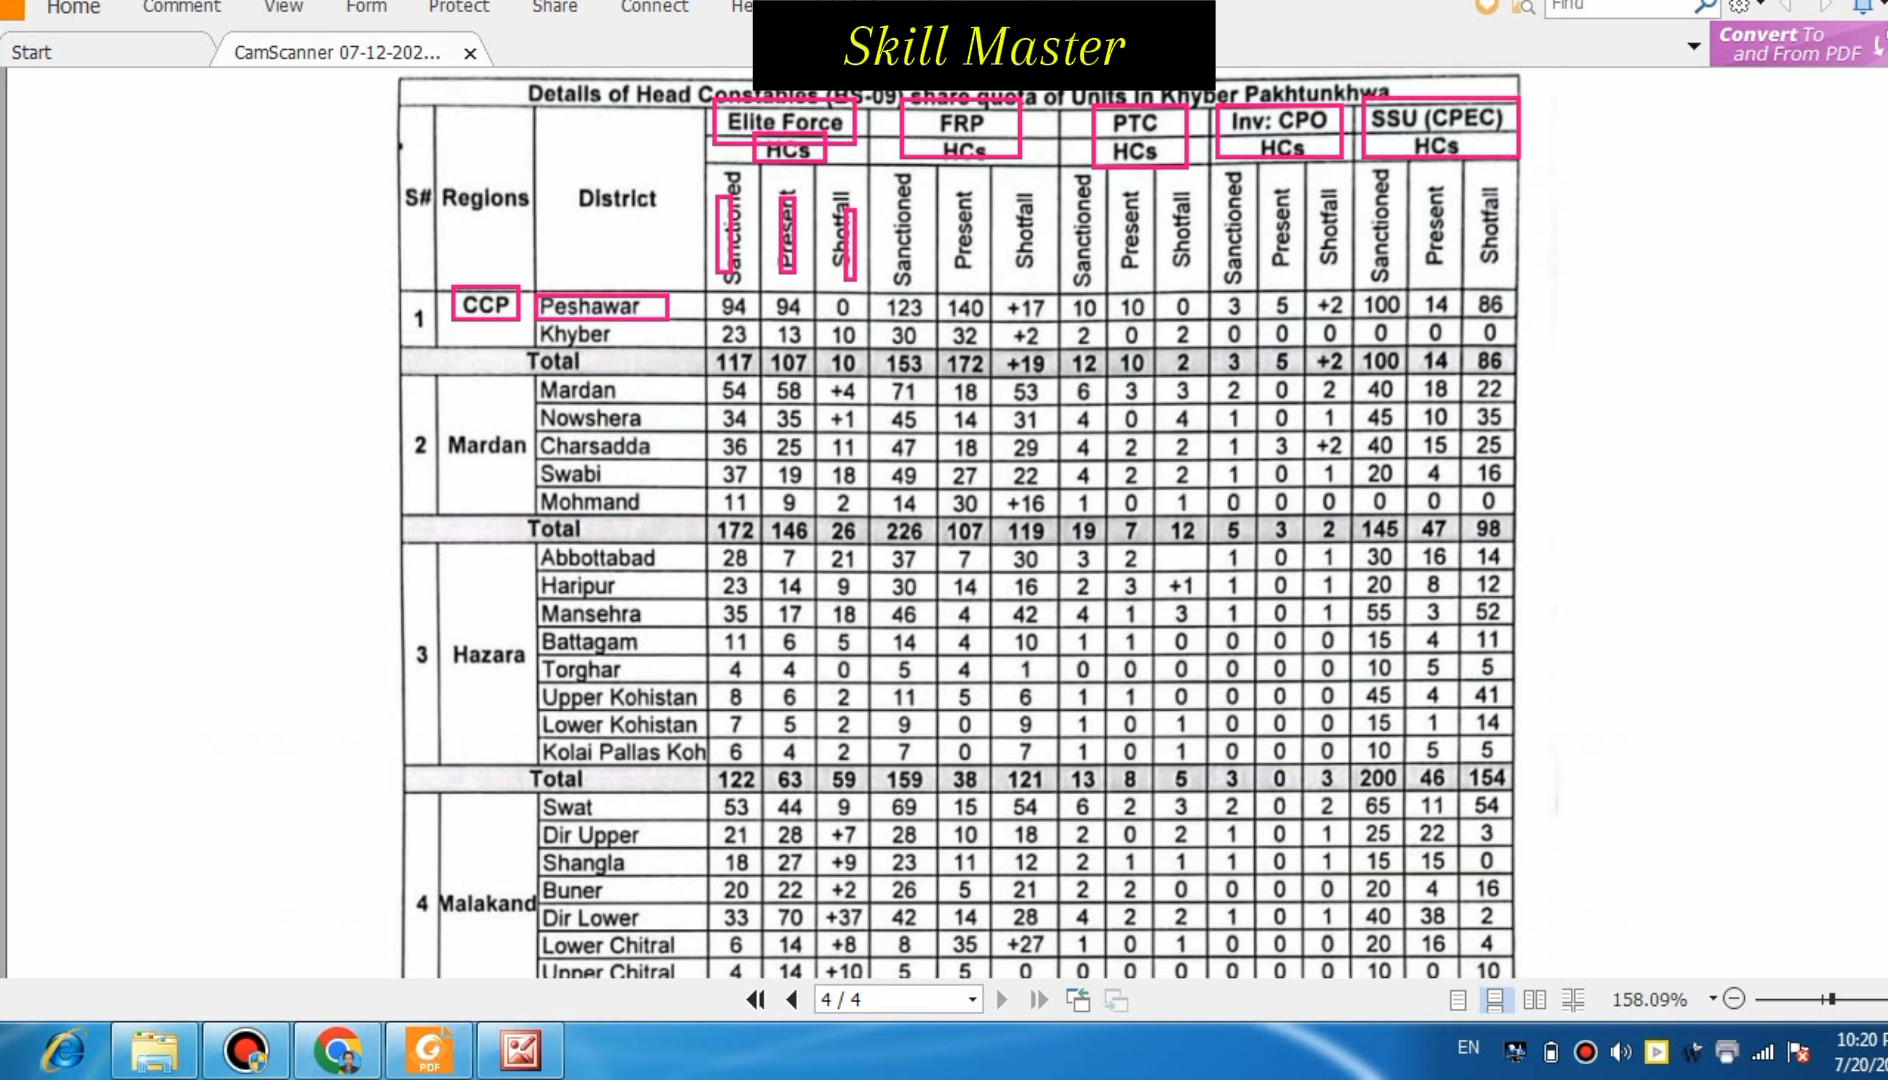 Home Comment View Form Protect Share Connect He Find
Skill Master
Start CamScanner 07-12-202... × Convert To and From PDF
Details of Head Constables (BS-09) share quota of Units in Khyber Pakhtunkhwa
S# Regions District Elite Force FRP PTC Inv: CPO SSU (CPEC)
HCs HCs HCs HCs HCs
Sanctioned Present Shotfall Sanctioned Present Shotfall Sanctioned Present Shotfall Sanctioned Present Shotfall Sanctioned Present Shotfall
1 CCP Peshawar 94 94 0 123 140 +17 10 10 0 3 5 +2 100 14 86
Khyber 23 13 10 30 32 +2 2 0 2 0 0 0 0 0 0
Total 117 107 10 153 172 +19 12 10 2 3 5 +2 100 14 86
2 Mardan Mardan 54 58 +4 71 18 53 6 3 3 2 0 2 40 18 22
Nowshera 34 35 +1 45 14 31 4 0 4 1 0 1 45 10 35
Charsadda 36 25 11 47 18 29 4 2 2 1 3 +2 40 15 25
Swabi 37 19 18 49 27 22 4 2 2 1 0 1 20 4 16
Mohmand 11 9 2 14 30 +16 1 0 1 0 0 0 0 0 0
Total 172 146 26 226 107 119 19 7 12 5 3 2 145 47 98
3 Hazara Abbottabad 28 7 21 37 7 30 3 2 1 0 1 30 16 14
Haripur 23 14 9 30 14 16 2 3 +1 1 0 1 20 8 12
Mansehra 35 17 18 46 4 42 4 1 3 1 0 1 55 3 52
Battagam 11 6 5 14 4 10 1 1 0 0 0 0 15 4 11
Torghar 4 4 0 5 4 1 0 0 0 0 0 0 10 5 5
Upper Kohistan 8 6 2 11 5 6 1 1 0 0 0 0 45 4 41
Lower Kohistan 7 5 2 9 0 9 1 0 1 0 0 0 15 1 14
Kolai Pallas Koh 6 4 2 7 0 7 1 0 1 0 0 0 10 5 5
Total 122 63 59 159 38 121 13 8 5 3 0 3 200 46 154
4 Malakand Swat 53 44 9 69 15 54 6 2 3 2 0 2 65 11 54
Dir Upper 21 28 +7 28 10 18 2 0 2 1 0 1 25 22 3
Shangla 18 27 +9 23 11 12 2 1 1 1 0 1 15 15 0
Buner 20 22 +2 26 5 21 2 2 0 0 0 0 20 4 16
Dir Lower 33 70 +37 42 14 28 4 2 2 1 0 1 40 38 2
Lower Chitral 6 14 +8 8 35 +27 1 0 1 0 0 0 20 16 4
Upper Chitral 4 14 +10 5 5 0 0 0 0 0 0 0 10 0 10
4 / 4 158.09%
PDF EN 10:20 P
7/20/20